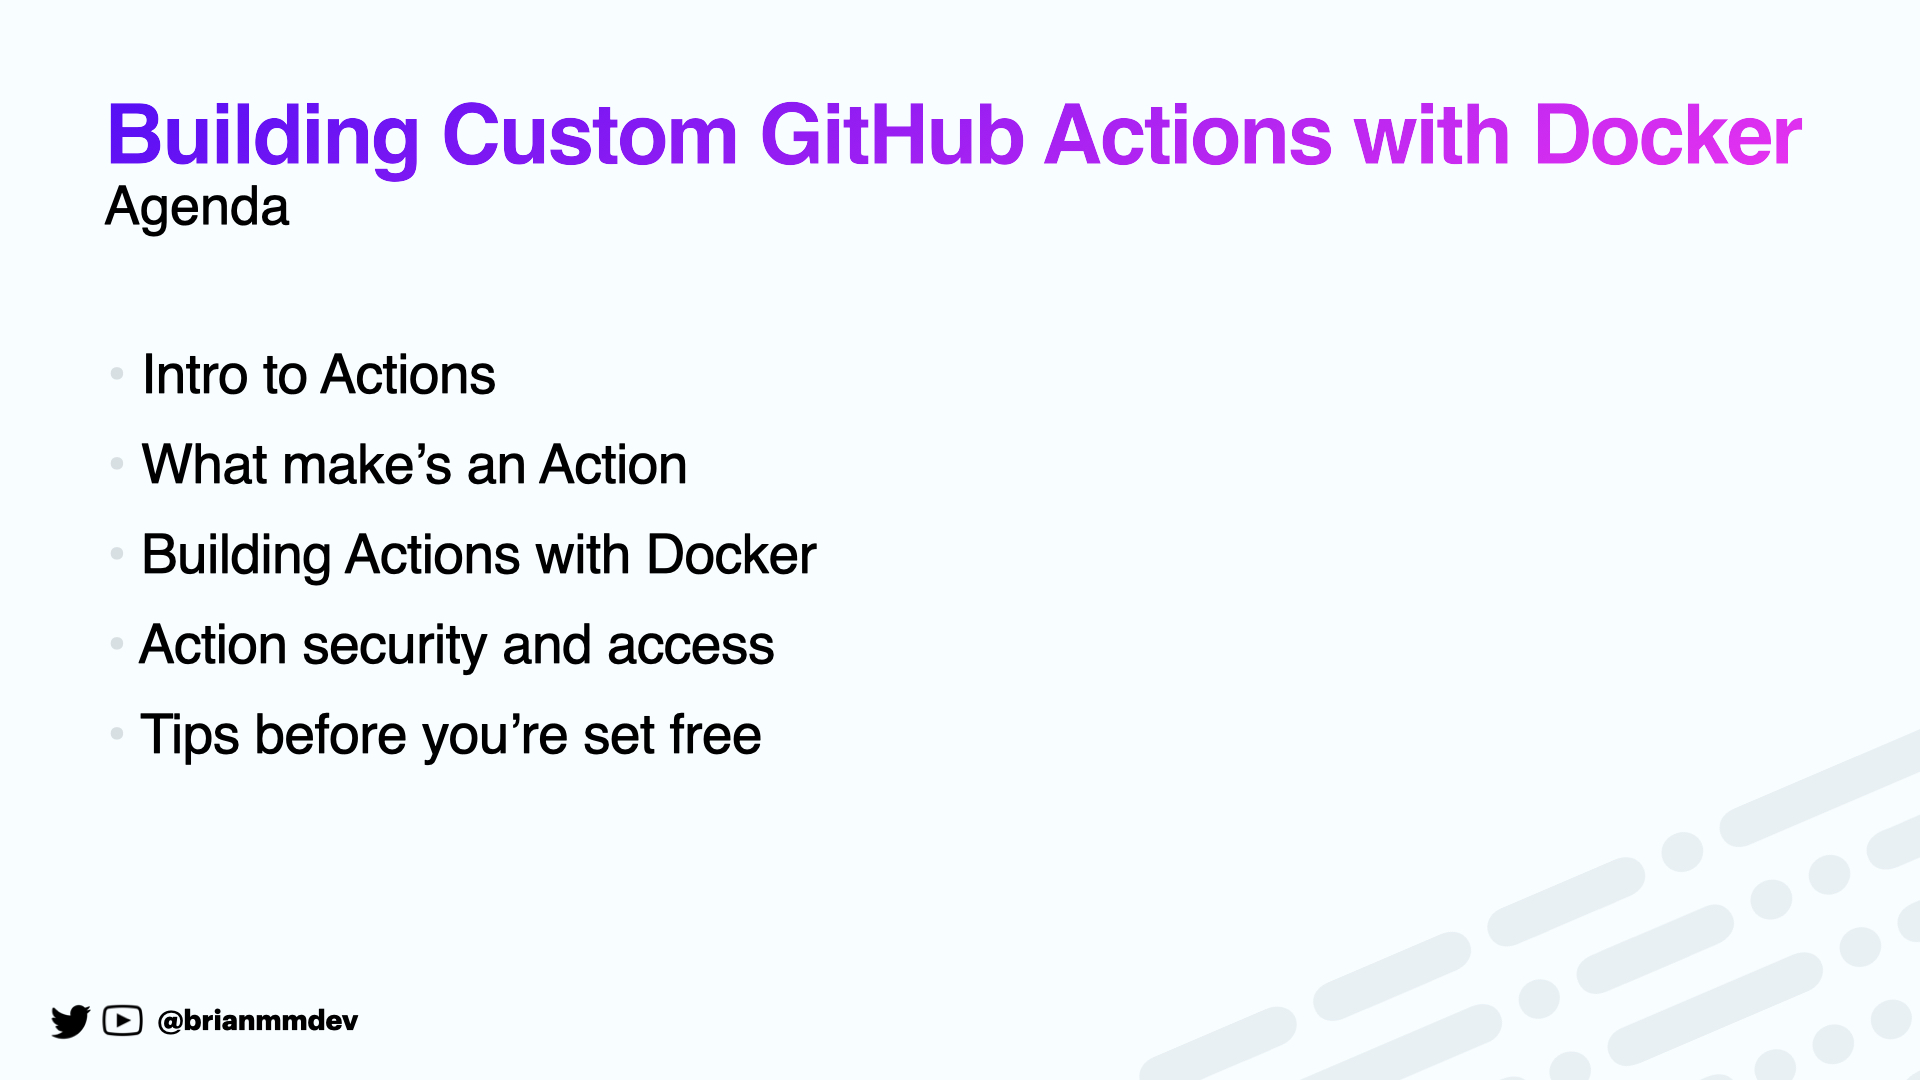 Building Custom GitHub Actions with Docker
Agenda
• Intro to Actions
• What make’s an Action
• Building Actions with Docker
• Action security and access
• Tips before you’re set free
@brianmmdev